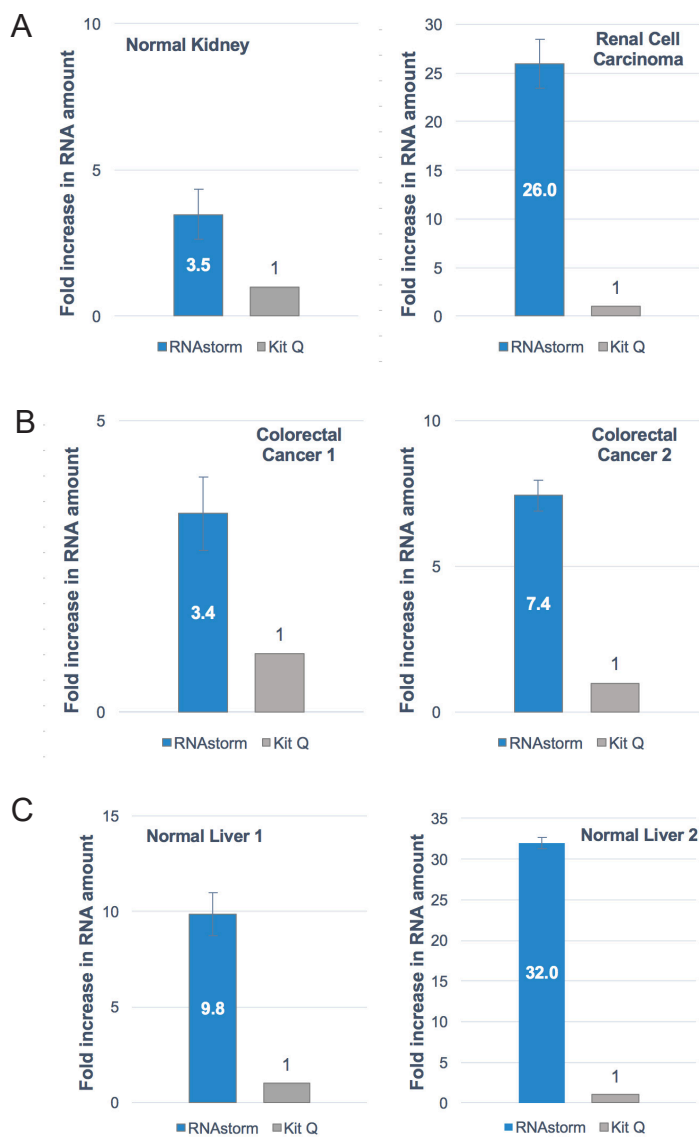 A
Fold increase in RNA amount
10
5
0
Normal Kidney
3.5
1
RNAstorm Kit Q
Fold increase in RNA amount
30
25
20
15
10
5
0
Renal Cell
Carcinoma
26.0
1
RNAstorm Kit Q
B
Fold increase in RNA amount
5
0
Colorectal
Cancer 1
3.4
1
RNAstorm Kit Q
Fold increase in RNA amount
10
5
0
Colorectal
Cancer 2
7.4
1
RNAstorm Kit Q
C
Fold increase in RNA amount
15
10
5
0
Normal Liver 1
9.8
1
RNAstorm Kit Q
Fold increase in RNA amount
35
30
25
20
15
10
5
0
Normal Liver 2
32.0
1
RNAstorm Kit Q